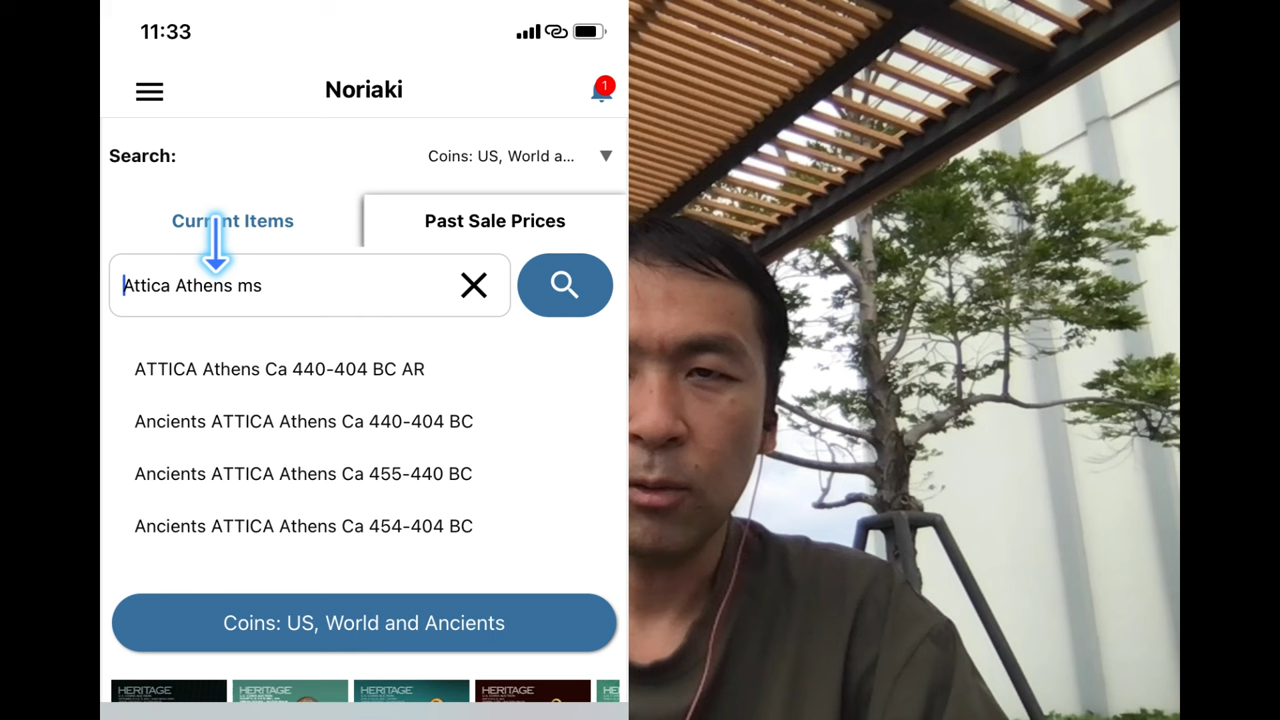 11:33
Noriaki
1
Search:
Coins: US, World a...
Current Items
Past Sale Prices
Attica Athens ms
ATTICA Athens Ca 440-404 BC AR
Ancients ATTICA Athens Ca 440-404 BC
Ancients ATTICA Athens Ca 455-440 BC
Ancients ATTICA Athens Ca 454-404 BC
Coins: US, World and Ancients
HERITAGE
HERITAGE
HERITAGE
HERITAGE